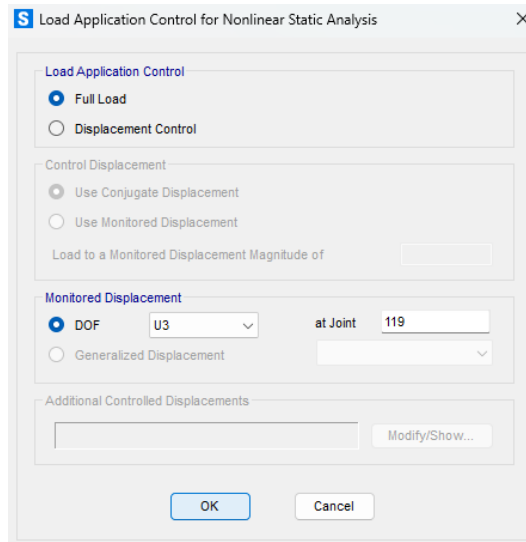 S Load Application Control for Nonlinear Static Analysis
Load Application Control
Full Load
Displacement Control
Control Displacement
Use Conjugate Displacement
Use Monitored Displacement
Load to a Monitored Displacement Magnitude of
Monitored Displacement
DOF U3 at Joint 119
Generalized Displacement
Additional Controlled Displacements
Modify/Show...
OK Cancel